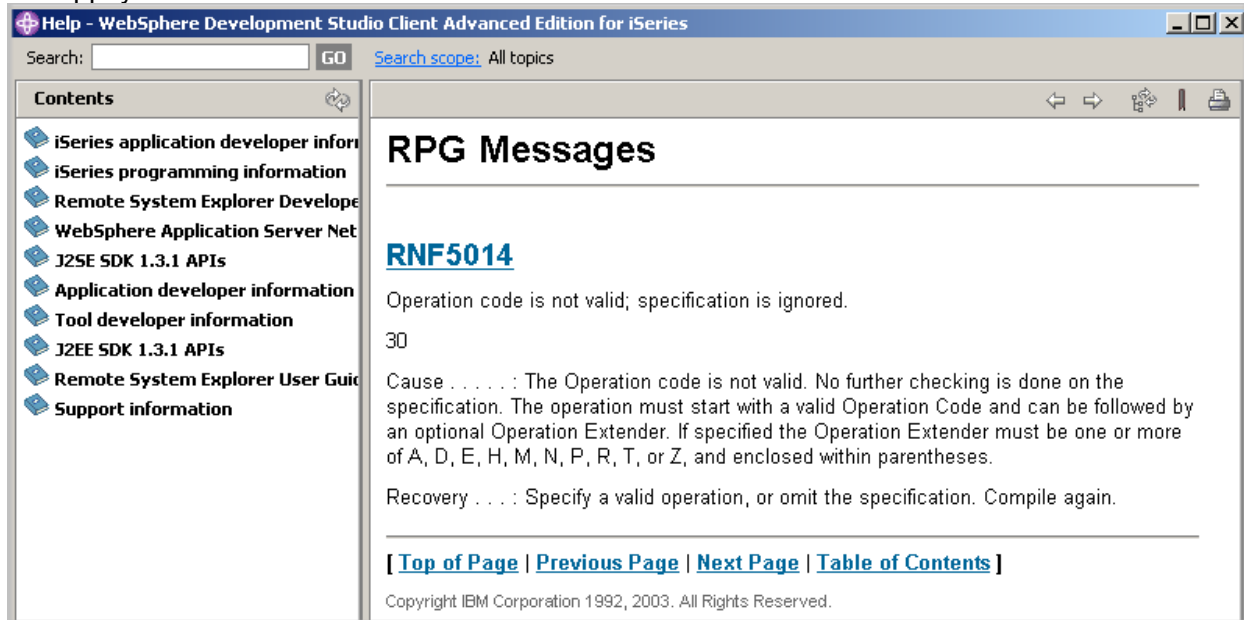 Help - WebSphere Development Studio Client Advanced Edition for iSeries
Search: GO Search scope: All topics
Contents
iSeries application developer inforr
iSeries programming information
Remote System Explorer Develope
WebSphere Application Server Net
J2SE SDK 1.3.1 APIs
Application developer information
Tool developer information
J2EE SDK 1.3.1 APIs
Remote System Explorer User Guid
Support information
RPG Messages
RNF5014
Operation code is not valid; specification is ignored.
30
Cause . . . . . : The Operation code is not valid. No further checking is done on the
specification. The operation must start with a valid Operation Code and can be followed by
an optional Operation Extender. If specified the Operation Extender must be one or more
of A, D, E, H, M, N, P, R, T, or Z, and enclosed within parentheses.
Recovery . . . : Specify a valid operation, or omit the specification. Compile again.
[ Top of Page | Previous Page | Next Page | Table of Contents ]
Copyright IBM Corporation 1992, 2003. All Rights Reserved.